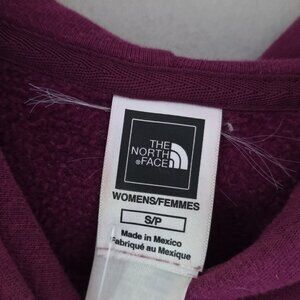 THE
NORTH
®FACE
WOMENS/FEMMES
S/P
Made in Mexico
Fabriqué au Mexique